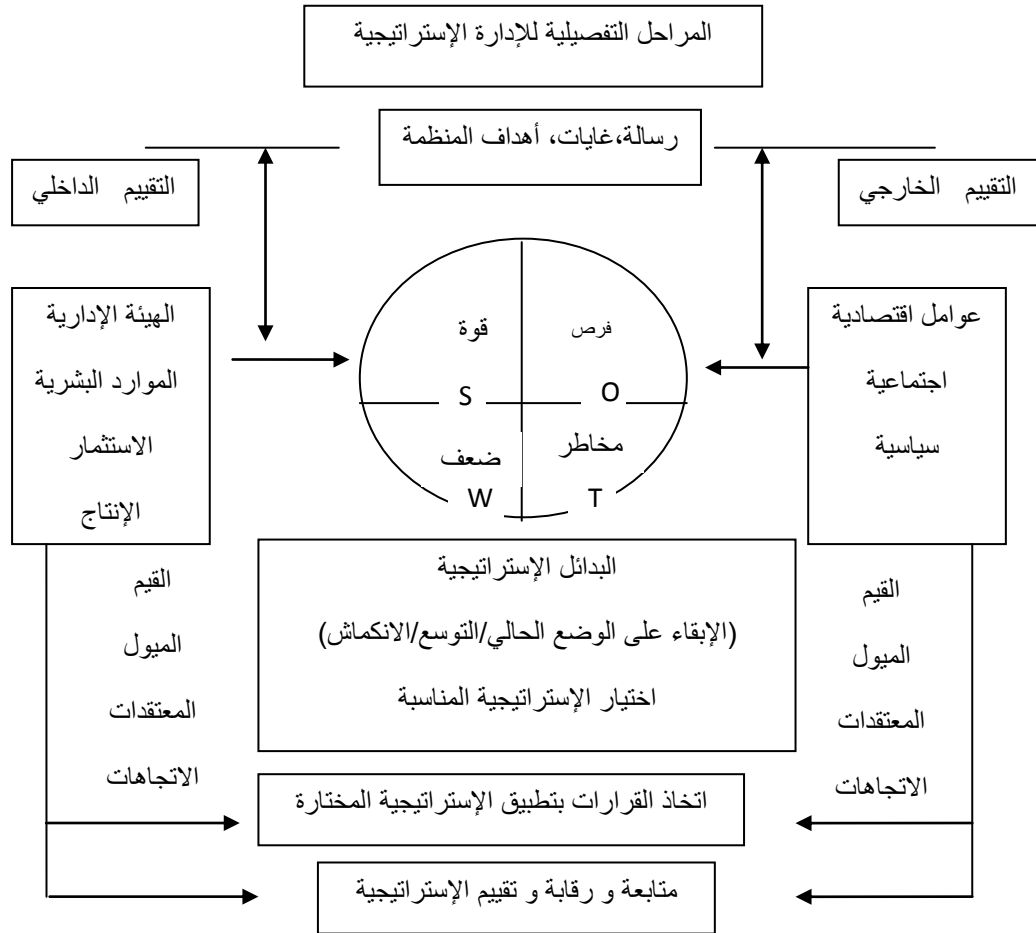 المراحل التفصيلية للإدارة الإستراتيجية
رسالة،غايات، أهداف المنظمة
التقييم الخارجي
التقييم الداخلي
عوامل اقتصادية
اجتماعية
سياسية
فرص
O
مخاطر
T
قوة
S
ضعف
W
الهيئة الإدارية
الموارد البشرية
الاستثمار
الإنتاج
القيم
الميول
المعتقدات
الاتجاهات
البدائل الإستراتيجية
(الإبقاء على الوضع الحالي/التوسع/الانكماش)
اختيار الإستراتيجية المناسبة
القيم
الميول
المعتقدات
الاتجاهات
اتخاذ القرارات بتطبيق الإستراتيجية المختارة
متابعة و رقابة و تقييم الإستراتيجية